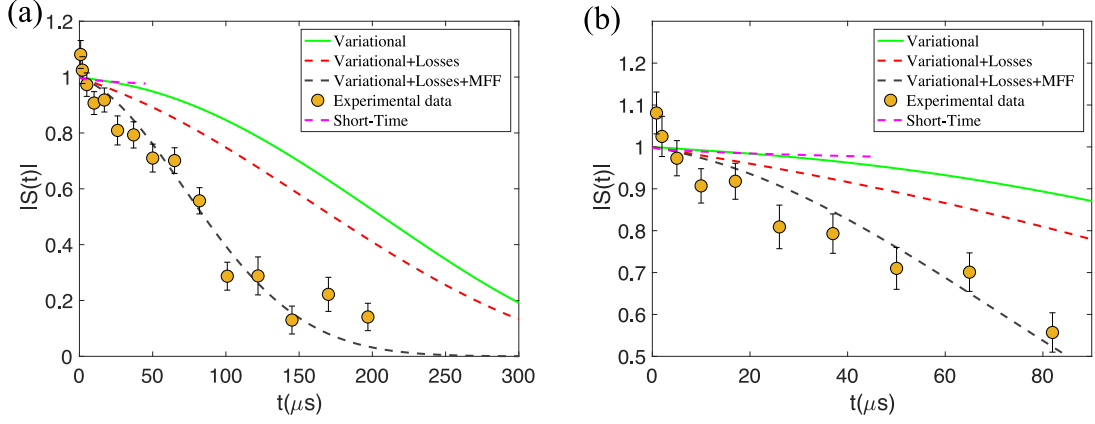 (a)
1.2
1
0.8
0.6
0.4
0.2
0
|S(t)|
0
50
100
150
200
250
300
t(μs)
Variational
Variational+Losses
Variational+Losses+MFF
Experimental data
Short-Time
(b)
1.2
1.1
1
0.9
0.8
0.7
0.6
0.5
|S(t)|
0
20
40
60
80
t(μs)
Variational
Variational+Losses
Variational+Losses+MFF
Experimental data
Short-Time